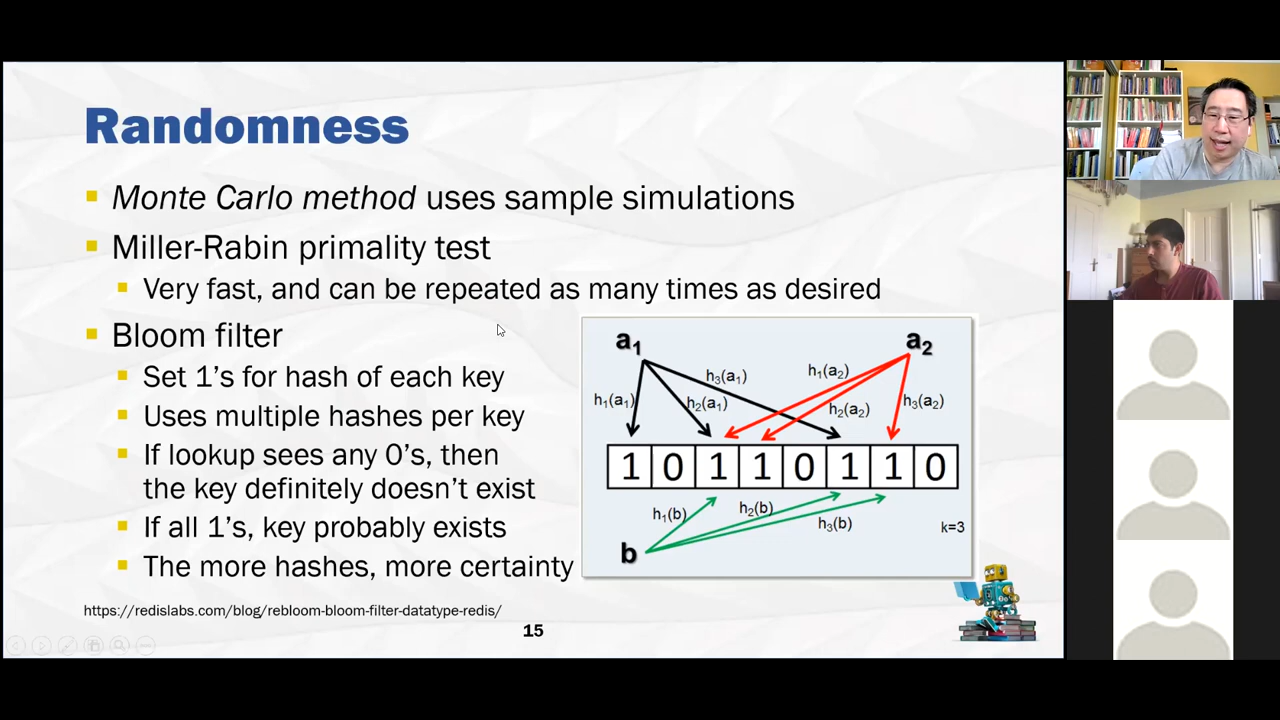 Randomness
Monte Carlo method uses sample simulations
Miller-Rabin primality test
Very fast, and can be repeated as many times as desired
Bloom filter
Set 1's for hash of each key
Uses multiple hashes per key
If lookup sees any 0's, then
the key definitely doesn't exist
If all 1's, key probably exists
The more hashes, more certainty
a₁ a₂
h₃(a₁) h₁(a₂)
h₁(a₁) h₂(a₁) h₂(a₂) h₃(a₂)
1 0 1 1 0 1 1 0
h₁(b) h₂(b)
h₃(b) k=3
b
https://redislabs.com/blog/rebloom-bloom-filter-datatype-redis/
15